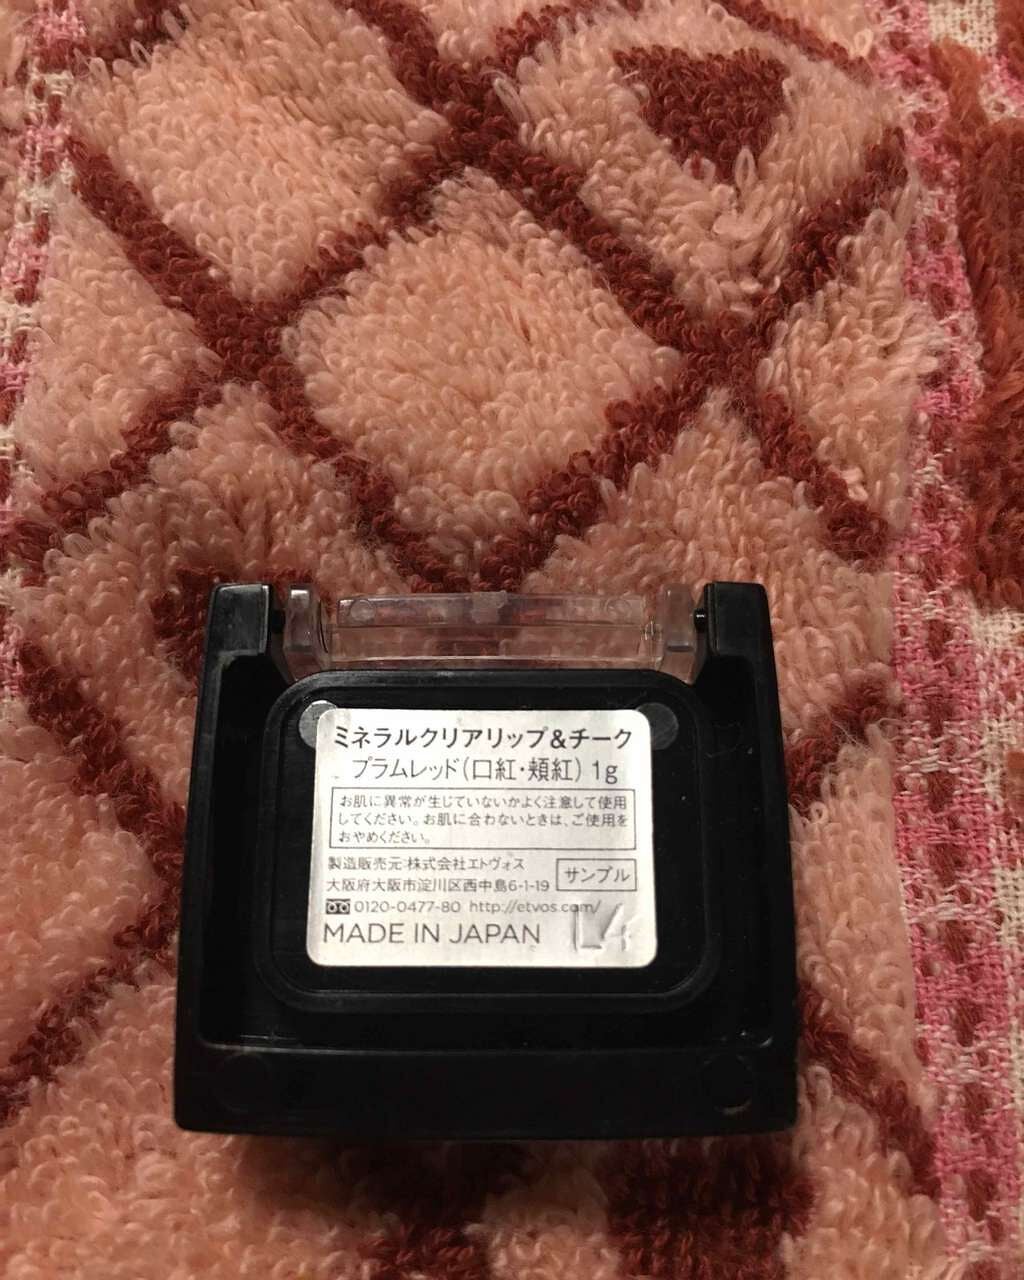 ミネラルクリアリップ&チーク
プラムレッド(口紅・頬紅) 1g
お肌に異常が生じていないかよく注意して使用
してください。お肌に合わないときは、ご使用を
おやめください。
製造販売元:株式会社エトヴォス
大阪府大阪市淀川区西中島6-1-19
サンプル
0120-0477-80 http://etvos.com/
MADE IN JAPAN
L4